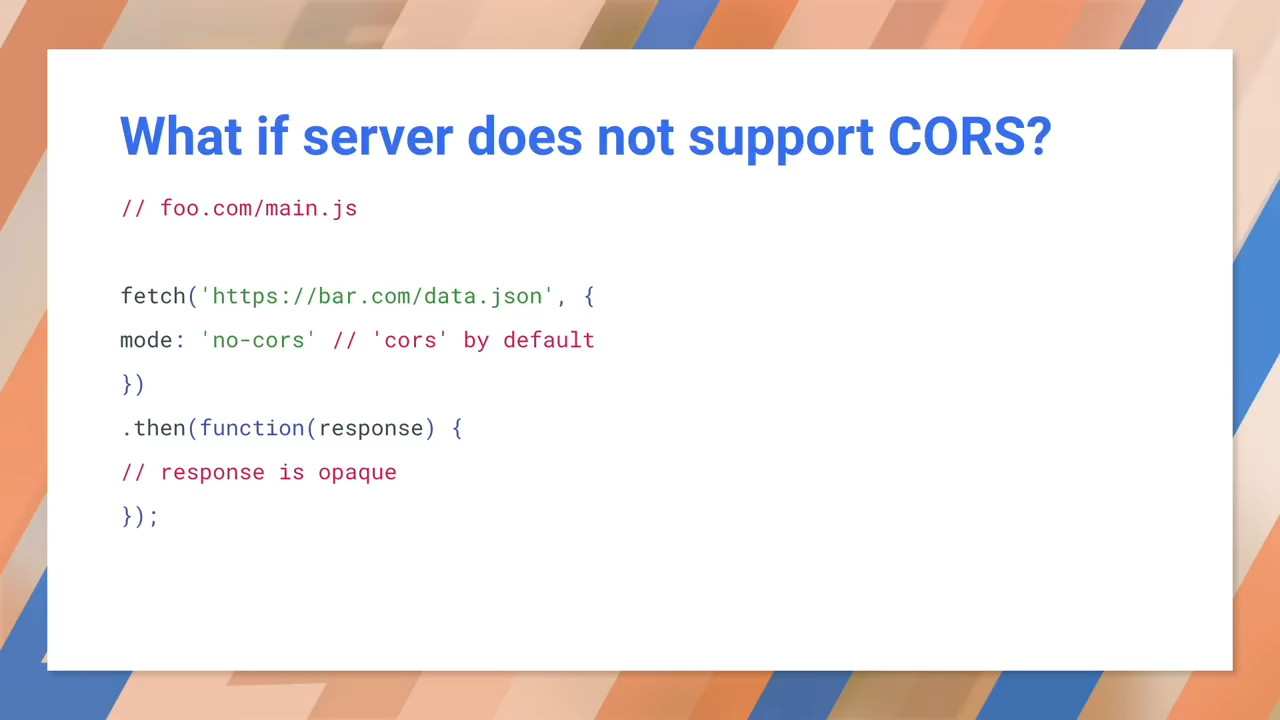 What if server does not support CORS?
// foo.com/main.js
fetch('https://bar.com/data.json', {
mode: 'no-cors' // 'cors' by default
})
.then(function(response) {
// response is opaque
});